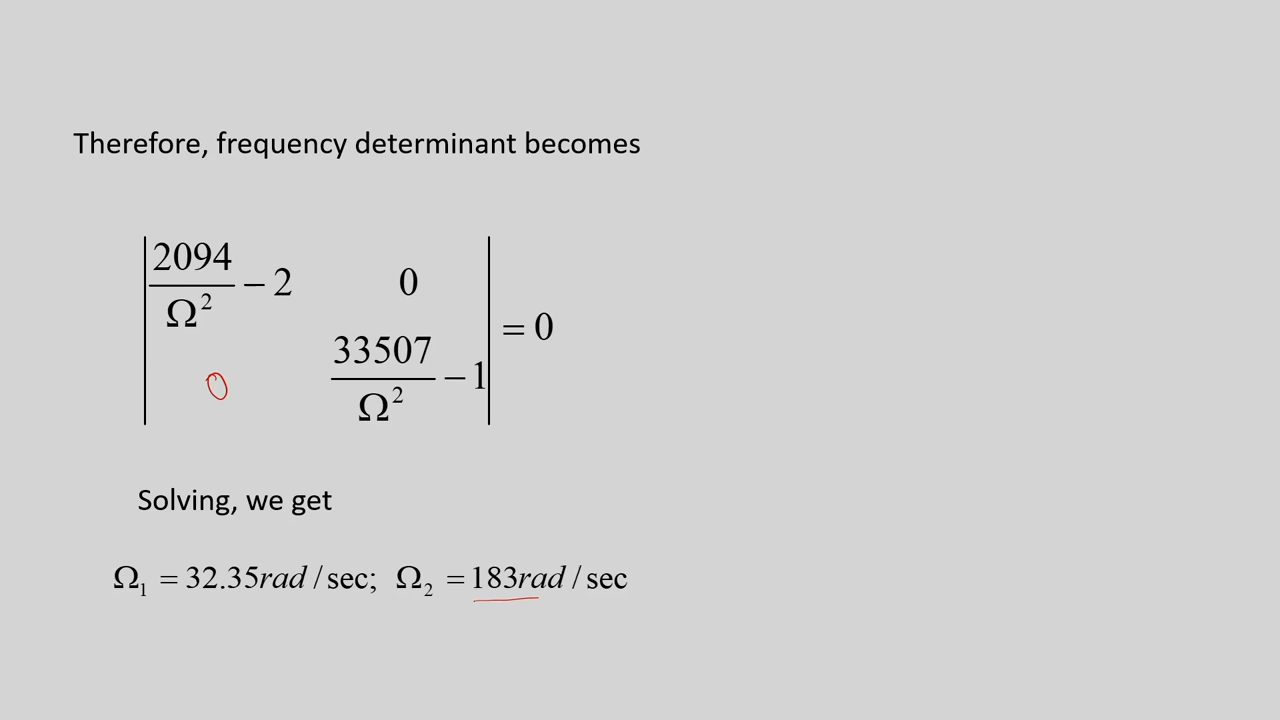 Therefore, frequency determinant becomes
| 2094/Ω² − 2   0 |
| 0   33507/Ω² − 1 | = 0
Solving, we get
Ω₁ = 32.35rad / sec;  Ω₂ = 183rad / sec